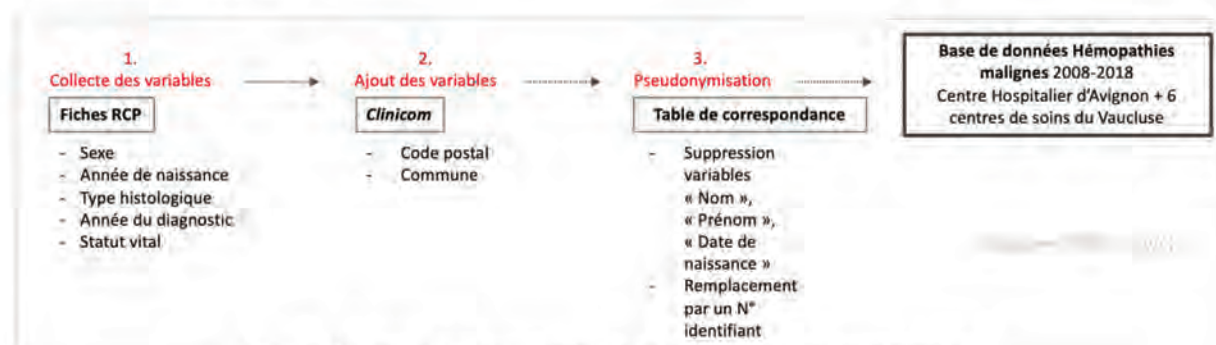 1.
Collecte des variables
Fiches RCP
- Sexe
- Année de naissance
- Type histologique
- Année du diagnostic
- Statut vital
2.
Ajout des variables
Clinicom
- Code postal
- Commune
3.
Pseudonymisation
Table de correspondance
- Suppression
variables
« Nom »,
« Prénom »,
« Date de
naissance »
- Remplacement
par un N°
identifiant
Base de données Hémopathies
malignes 2008-2018
Centre Hospitalier d'Avignon + 6
centres de soins du Vaucluse